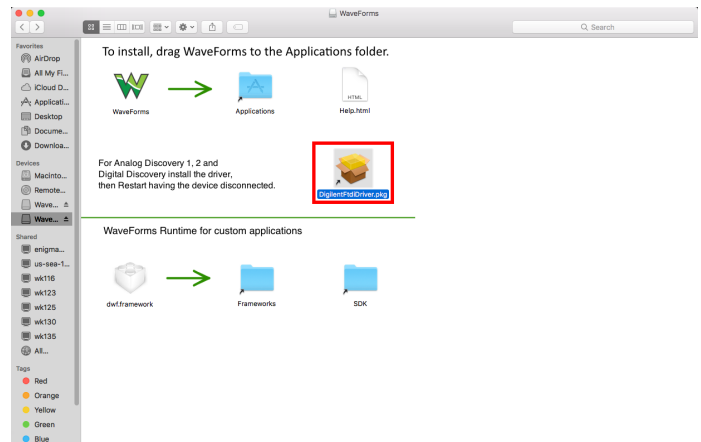 WaveForms
Search
Favorites
AirDrop
All My Fi...
iCloud D...
Applicati...
Desktop
Docume...
Downloa...
Devices
Macinto...
Remote...
Wave...
Wave...
Shared
enigma...
us-sea-1...
wk116
wk123
wk125
wk130
wk135
All...
Tags
Red
Orange
Yellow
Green
Blue
To install, drag WaveForms to the Applications folder.
WaveForms
Applications
HTML
Help.html
For Analog Discovery 1, 2 and
Digital Discovery install the driver,
then Restart having the device disconnected.
DigilentFtdiDriver.pkg
WaveForms Runtime for custom applications
dwf.framework
Frameworks
SDK